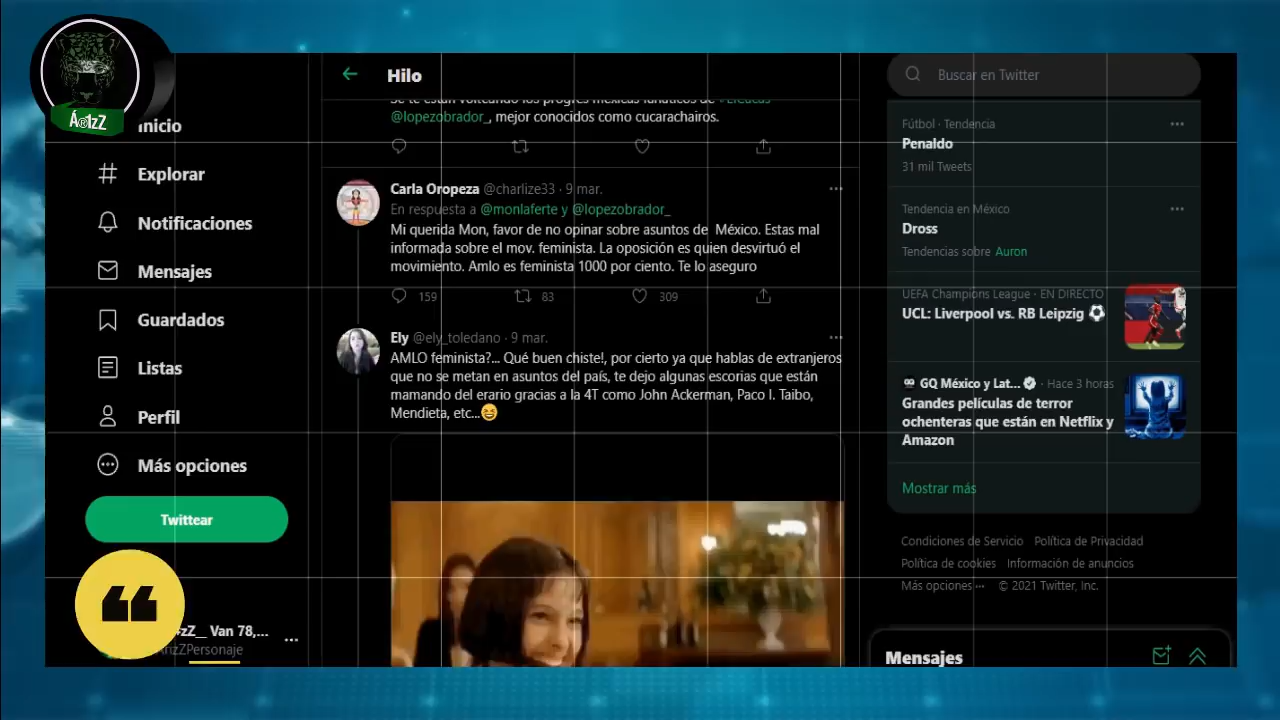 Á®1zZ
Inicio
Explorar
Notificaciones
Mensajes
Guardados
Listas
Perfil
Más opciones
Twittear
zZ__ Van 78,...
Hilo
@lopezobrador_, mejor conocidos como cucarachairos.
Carla Oropeza @charlize33 · 9 mar.
En respuesta a @monlaferte y @lopezobrador_
Mi querida Mon, favor de no opinar sobre asuntos de México. Estas mal
informada sobre el mov. feminista. La oposición es quien desvirtuó el
movimiento. Amlo es feminista 1000 por ciento. Te lo aseguro
159 83 309
Ely @ely_toledano · 9 mar.
AMLO feminista?... Qué buen chiste!, por cierto ya que hablas de extranjeros
que no se metan en asuntos del país, te dejo algunas escorias que están
mamando del erario gracias a la 4T como John Ackerman, Paco I. Taibo,
Mendieta, etc...😆
Buscar en Twitter
Fútbol · Tendencia
Penaldo
31 mil Tweets
Tendencia en México
Dross
Tendencias sobre Auron
UEFA Champions League · EN DIRECTO
UCL: Liverpool vs. RB Leipzig ⚽
GQ México y Lat... · Hace 3 horas
Grandes películas de terror
ochenteras que están en Netflix y
Amazon
Mostrar más
Condiciones de Servicio Política de Privacidad
Política de cookies Información de anuncios
Más opciones ··· © 2021 Twitter, Inc.
Mensajes